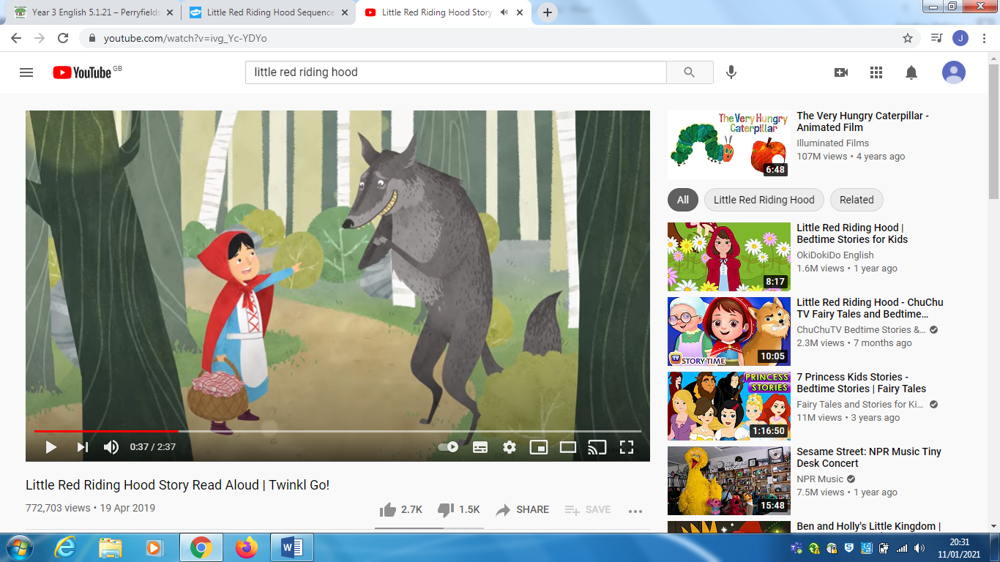 Year 3 English 5.1.21 – Perryfields
Little Red Riding Hood Sequence
Little Red Riding Hood Story
youtube.com/watch?v=ivg_Yc-YDYo
J
YouTube GB
little red riding hood
The Very Hungry
Caterpillar
6:48
The Very Hungry Caterpillar -
Animated Film
Illuminated Films
107M views • 4 years ago
All
Little Red Riding Hood
Related
8:17
Little Red Riding Hood |
Bedtime Stories for Kids
OkiDokiDo English
1.6M views • 1 year ago
TV STORY TIME
10:05
Little Red Riding Hood - ChuChu
TV Fairy Tales and Bedtime...
ChuChuTV Bedtime Stories &...
2.3M views • 7 months ago
PRINCESS
STORIES
1:16:50
7 Princess Kids Stories -
Bedtime Stories | Fairy Tales
Fairy Tales and Stories for Ki...
11M views • 3 years ago
15:48
Sesame Street: NPR Music Tiny
Desk Concert
NPR Music
7.5M views • 1 year ago
Ben and Holly's Little Kingdom |
0:37 / 2:37
Little Red Riding Hood Story Read Aloud | Twinkl Go!
772,703 views • 19 Apr 2019
2.7K
1.5K
SHARE
SAVE
20:31
11/01/2021